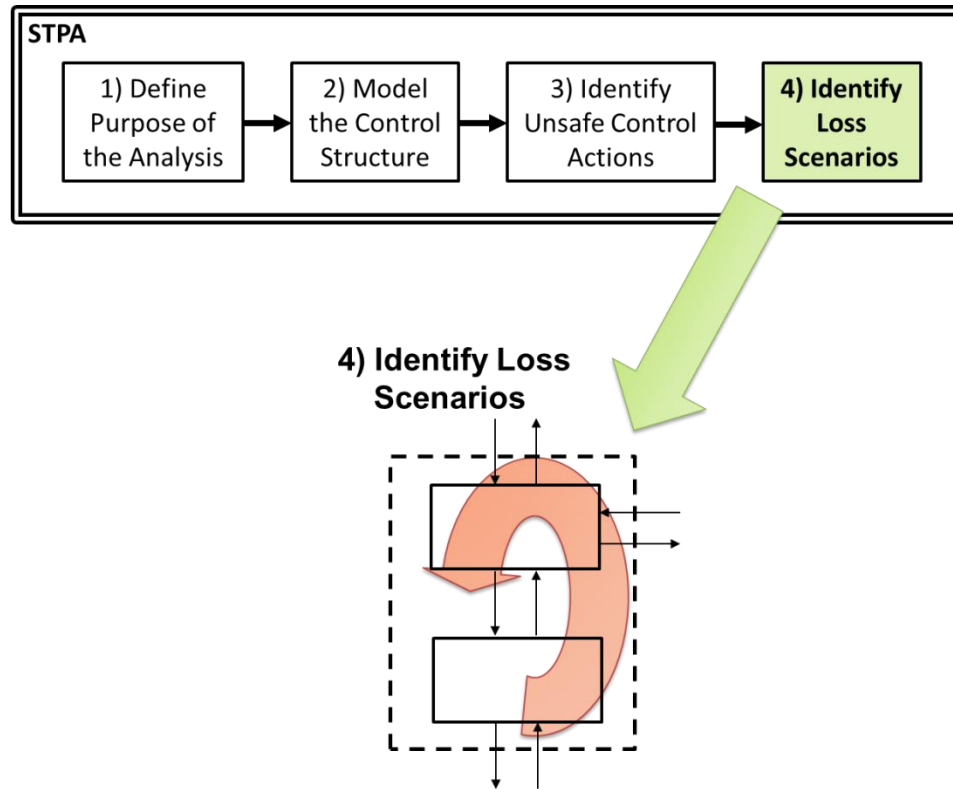 STPA
1) Define
Purpose of
the Analysis
2) Model
the Control
Structure
3) Identify
Unsafe Control
Actions
4) Identify
Loss
Scenarios
4) Identify Loss
Scenarios